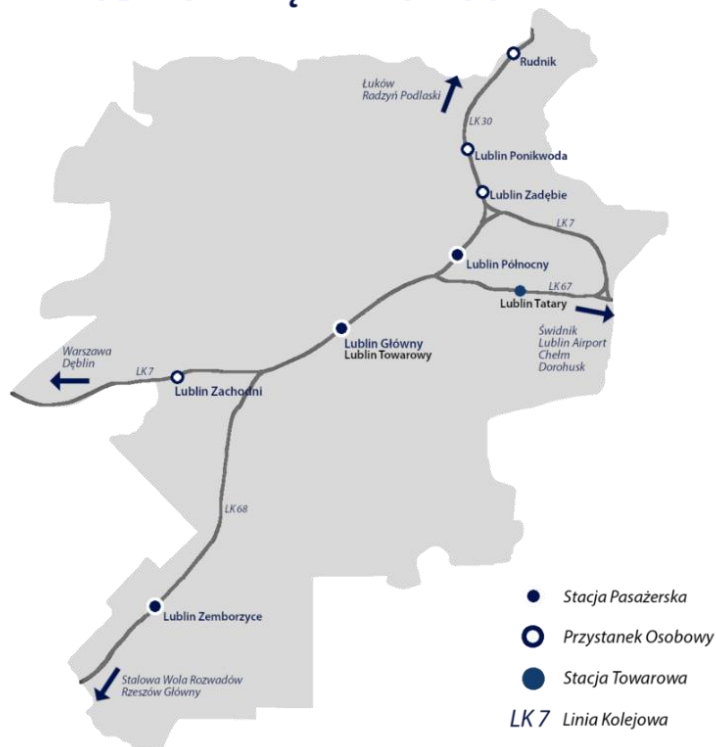 Rudnik
Łuków
Radzyń Podlaski
LK 30
Lublin Ponikwoda
Lublin Zadębie
LK 7
Lublin Północny
LK 67
Lublin Tatary
Świdnik
Lublin Airport
Chełm
Dorohusk
Lublin Główny
Lublin Towarowy
Warszawa
Dęblin
LK 7
Lublin Zachodni
LK 68
Lublin Zemborzyce
Stalowa Wola Rozwadów
Rzeszów Główny
Stacja Pasażerska
Przystanek Osobowy
Stacja Towarowa
LK 7 Linia Kolejowa